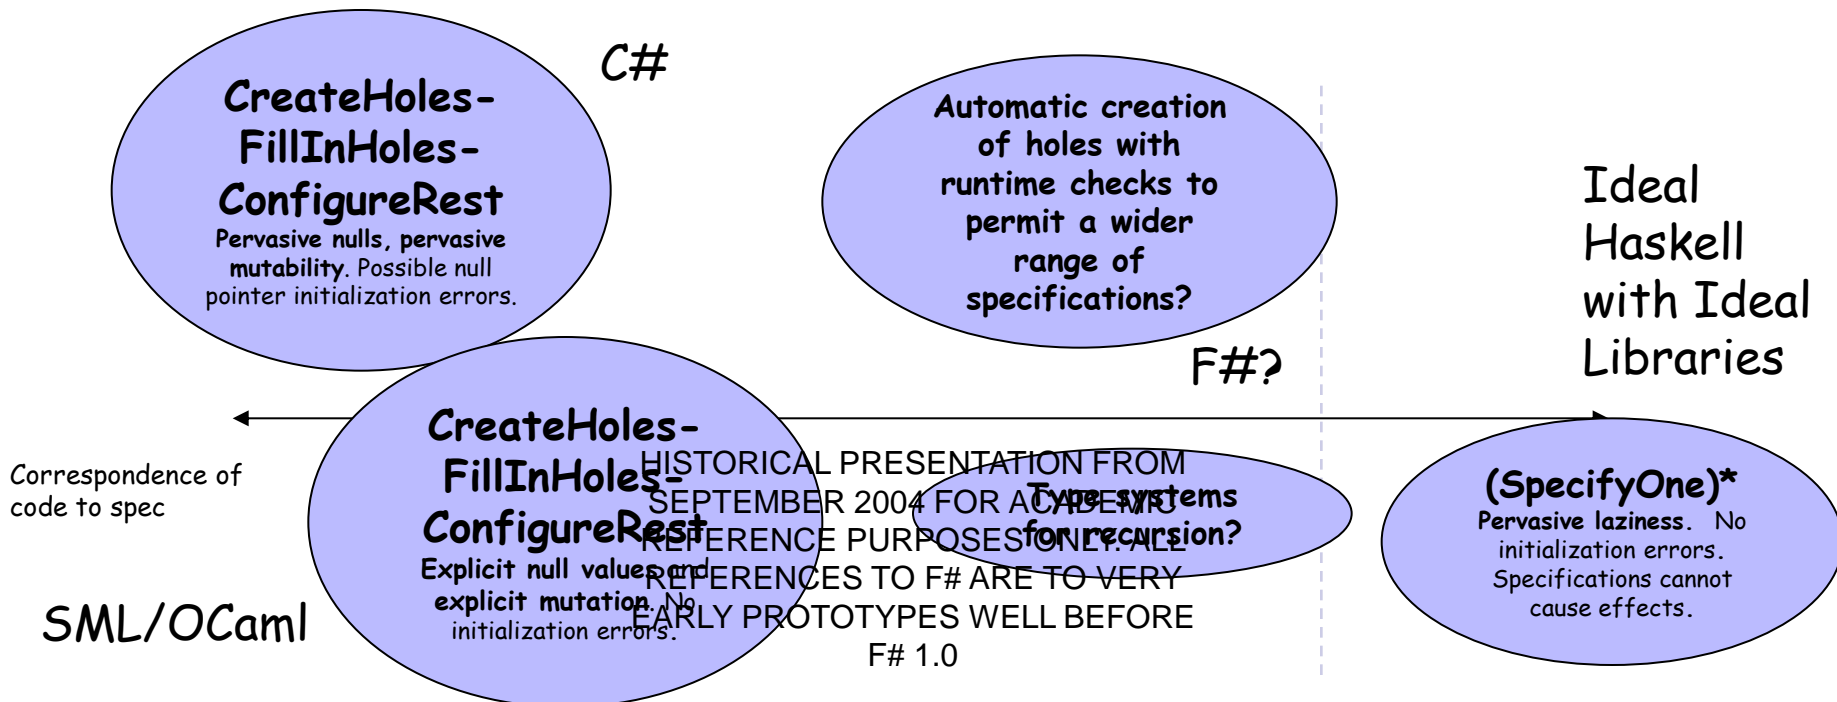 C#
CreateHoles-
FillInHoles-
ConfigureRest
Pervasive nulls, pervasive
mutability. Possible null
pointer initialization errors.
Automatic creation
of holes with
runtime checks to
permit a wider
range of
specifications?
Ideal
Haskell
with Ideal
Libraries
F#?
Correspondence of
code to spec
CreateHoles-
FillInHoles-
ConfigureRest
Explicit null values and
explicit mutation. No
initialization errors.
HISTORICAL PRESENTATION FROM
SEPTEMBER 2004 FOR ACADEMIC
REFERENCE PURPOSES ONLY. ALL
REFERENCES TO F# ARE TO VERY
EARLY PROTOTYPES WELL BEFORE
F# 1.0
Type systems
for recursion?
(SpecifyOne)*
Pervasive laziness. No
initialization errors.
Specifications cannot
cause effects.
SML/OCaml